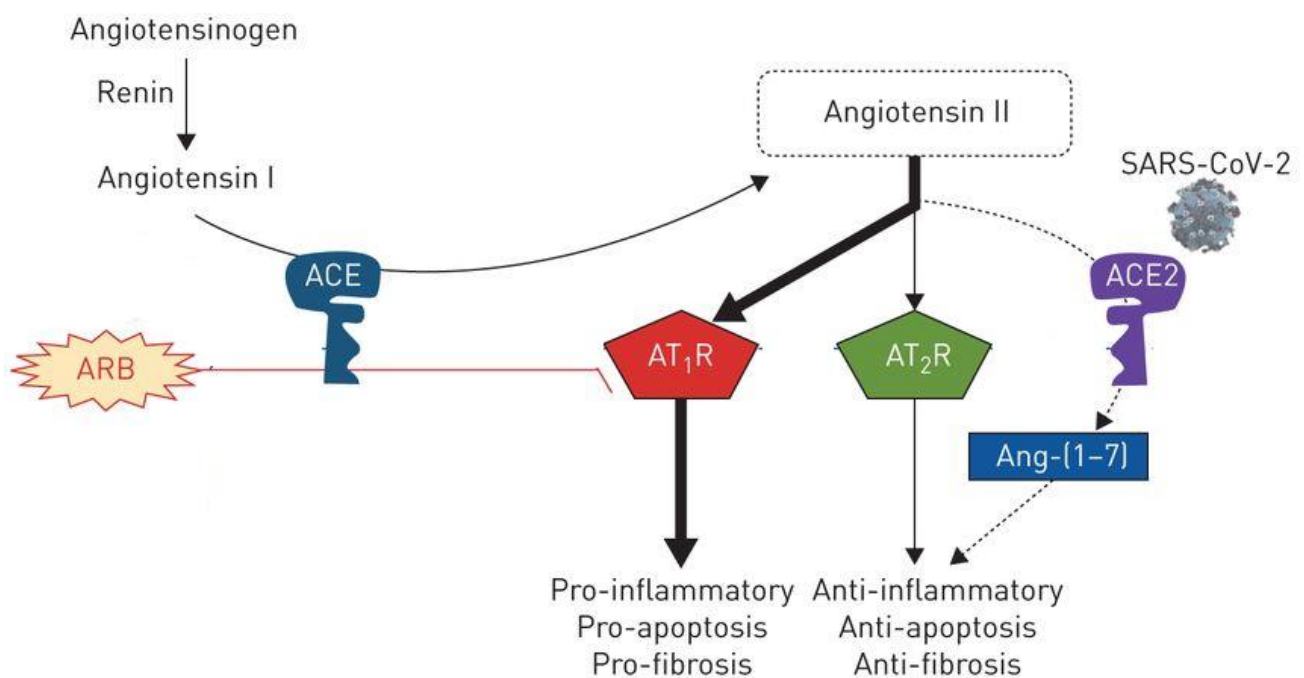 Angiotensinogen
Renin
Angiotensin I
Angiotensin II
SARS-CoV-2
ACE
ACE2
ARB
AT₁R
AT₂R
Ang-(1–7)
Pro-inflammatory
Pro-apoptosis
Pro-fibrosis
Anti-inflammatory
Anti-apoptosis
Anti-fibrosis